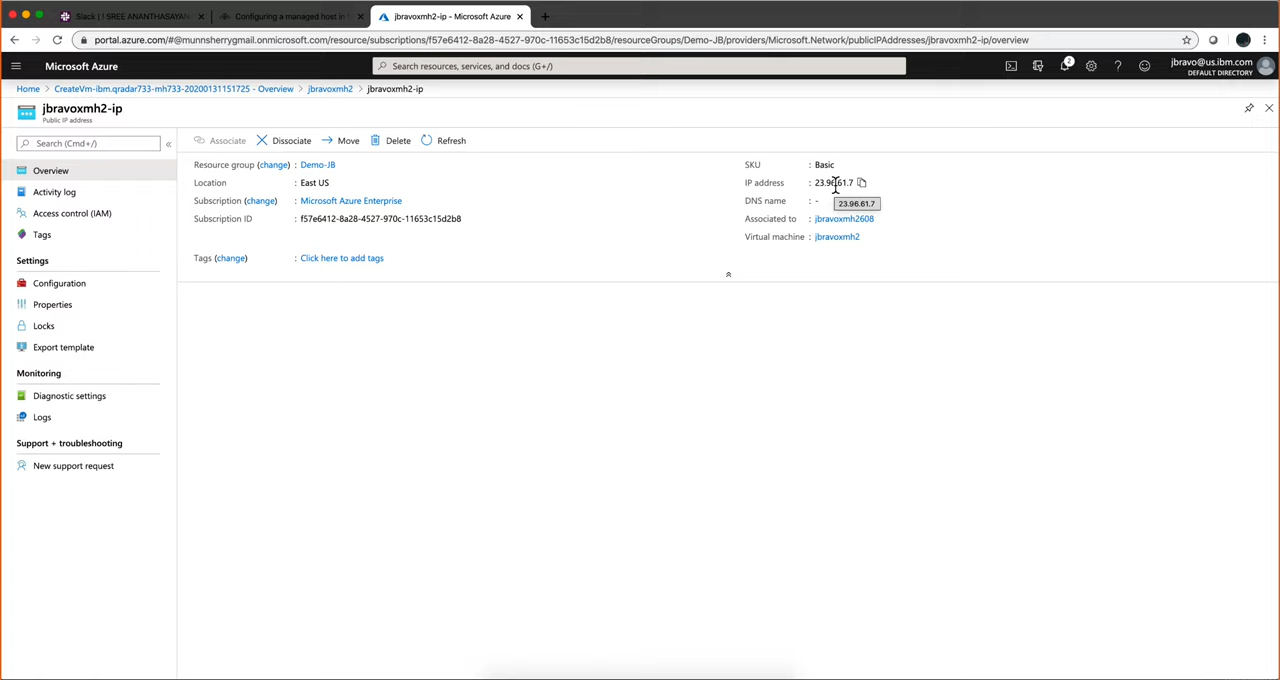 Slack | ! SREE ANANTHASAYAN
Configuring a managed host in
jbravoxmh2-ip - Microsoft Azure
portal.azure.com/#@munnsherrygmail.onmicrosoft.com/resource/subscriptions/f57e6412-8a28-4527-970c-11653c15d2b8/resourceGroups/Demo-JB/providers/Microsoft.Network/publicIPAddresses/jbravoxmh2-ip/overview
Microsoft Azure
Search resources, services, and docs (G+/)
2
jbravo@us.ibm.com
DEFAULT DIRECTORY
Home > CreateVm-ibm.qradar733-mh733-20200131151725 - Overview > jbravoxmh2 > jbravoxmh2-ip
jbravoxmh2-ip
Public IP address
Search (Cmd+/)
Overview
Activity log
Access control (IAM)
Tags
Settings
Configuration
Properties
Locks
Export template
Monitoring
Diagnostic settings
Logs
Support + troubleshooting
New support request
Associate Dissociate Move Delete Refresh
Resource group (change) : Demo-JB
Location : East US
Subscription (change) : Microsoft Azure Enterprise
Subscription ID : f57e6412-8a28-4527-970c-11653c15d2b8
Tags (change) : Click here to add tags
SKU : Basic
IP address : 23.96.61.7
DNS name : -
23.96.61.7
Associated to : jbravoxmh2608
Virtual machine : jbravoxmh2